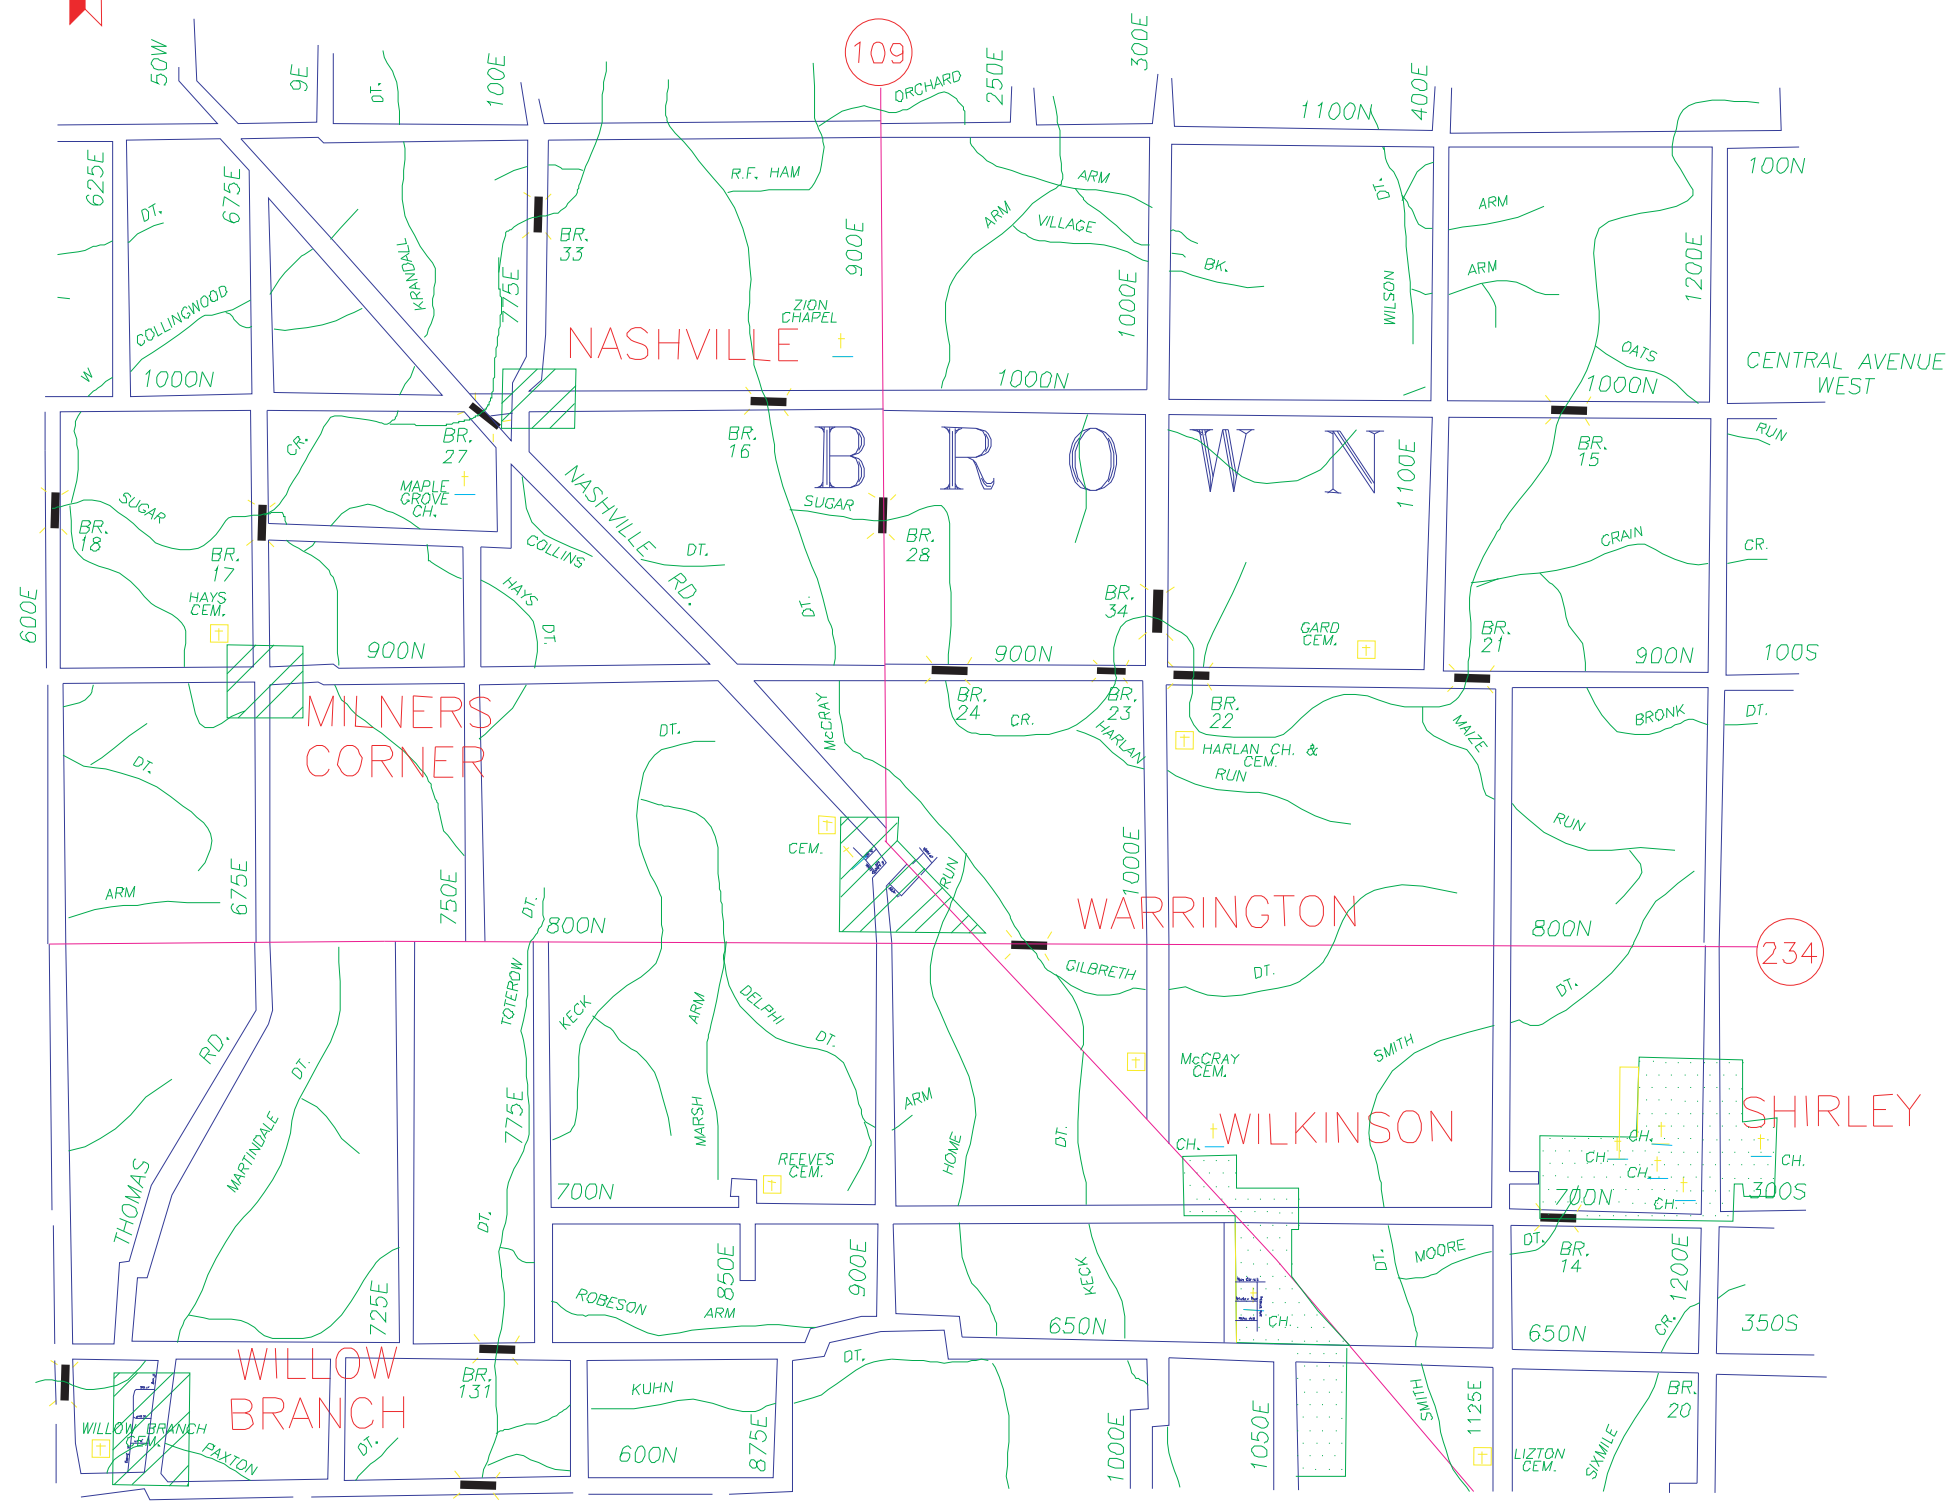 50W
9E
DT.
100E
109
ORCHARD
250E
300E
1100N
400E
625E
675E
DT.
R.F. HAM
ARM
ARM
VILLAGE
DT.
ARM
100N
BR.
33
KRANDALL
775E
900E
1000E
BK.
WILSON
ARM
1200E
COLLINGWOOD
ZION
CHAPEL
NASHVILLE
W
1000N
1000N
OATS
1000N
CENTRAL AVENUE
WEST
CR.
BR.
27
BR.
16
BROWN
1100E
BR.
15
RUN
MAPLE
GROVE
CH.
NASHVILLE
RD.
SUGAR
BR.
18
BR.
17
SUGAR
BR.
28
COLLINS
DT.
CRAIN
CR.
HAYS
CEM.
HAYS
DT.
DT.
BR.
34
600E
GARD
CEM.
BR.
21
900N
900N
900N
100S
MILNERS
CORNER
McCRAY
BR.
24
CR.
BR.
23
HARLAN
BR.
22
HARLAN CH. &
CEM.
RUN
MAIZE
BRONK
DT.
DT.
DT.
RUN
CEM.
RUN
1000E
ARM
675E
750E
DT.
800N
WARRINGTON
800N
234
TOTEROW
KECK
ARM
DELPHI
DT.
GILBRETH
DT.
DT.
RD.
DT.
SMITH
McCRAY
CEM.
MARTINDALE
775E
MARSH
ARM
HOME
DT.
CH.
WILKINSON
SHIRLEY
CH.
CH.
CH.
CH.
CH.
THOMAS
REEVES
CEM.
700N
700N
300S
DT.
725E
850E
900E
KECK
DT.
MOORE
DT.
BR.
14
1200E
ROBESON
ARM
650N
CH.
650N
CR.
350S
WILLOW
BRANCH
BR.
131
KUHN
DT.
SMITH
1125E
BR.
20
WILLOW BRANCH
CEM.
PAXTON
DT.
600N
875E
1000E
1050E
LIZTON
CEM.
SIXMILE